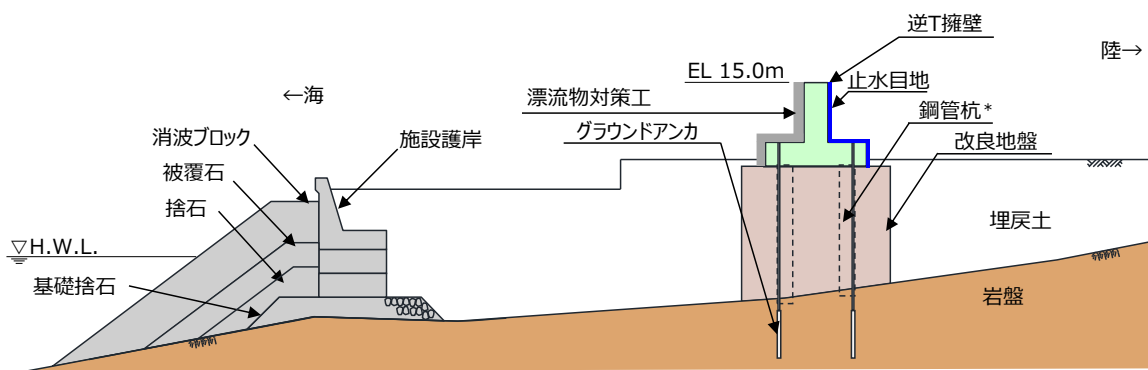 逆T擁壁
陸→
EL 15.0m
止水目地
←海
漂流物対策工
鋼管杭*
消波ブロック
施設護岸
グラウンドアンカ
改良地盤
被覆石
捨石
埋戻土
▽H.W.L.
基礎捨石
岩盤